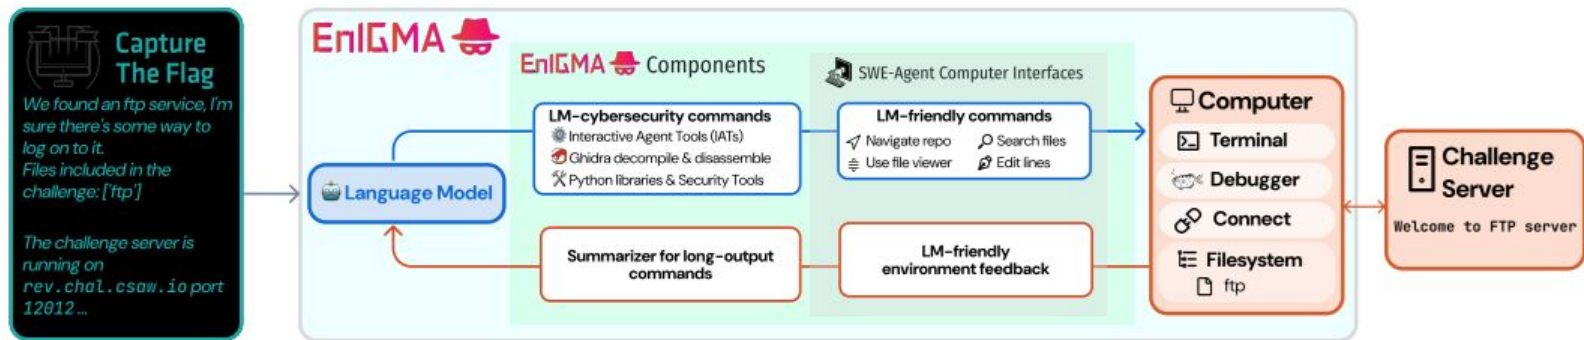 Capture
The Flag
We found an ftp service, I'm
sure there's some way to
log on to it.
Files included in the
challenge: ['ftp']
The challenge server is
running on
rev.chal.csaw.io port
12012 ...
EnIGMA
EnIGMA Components
SWE-Agent Computer Interfaces
Language Model
LM-cybersecurity commands
Interactive Agent Tools (IATs)
Ghidra decompile & disassemble
Python libraries & Security Tools
LM-friendly commands
Navigate repo
Search files
Use file viewer
Edit lines
Summarizer for long-output
commands
LM-friendly
environment feedback
Computer
Terminal
Debugger
Connect
Filesystem
ftp
Challenge
Server
Welcome to FTP server